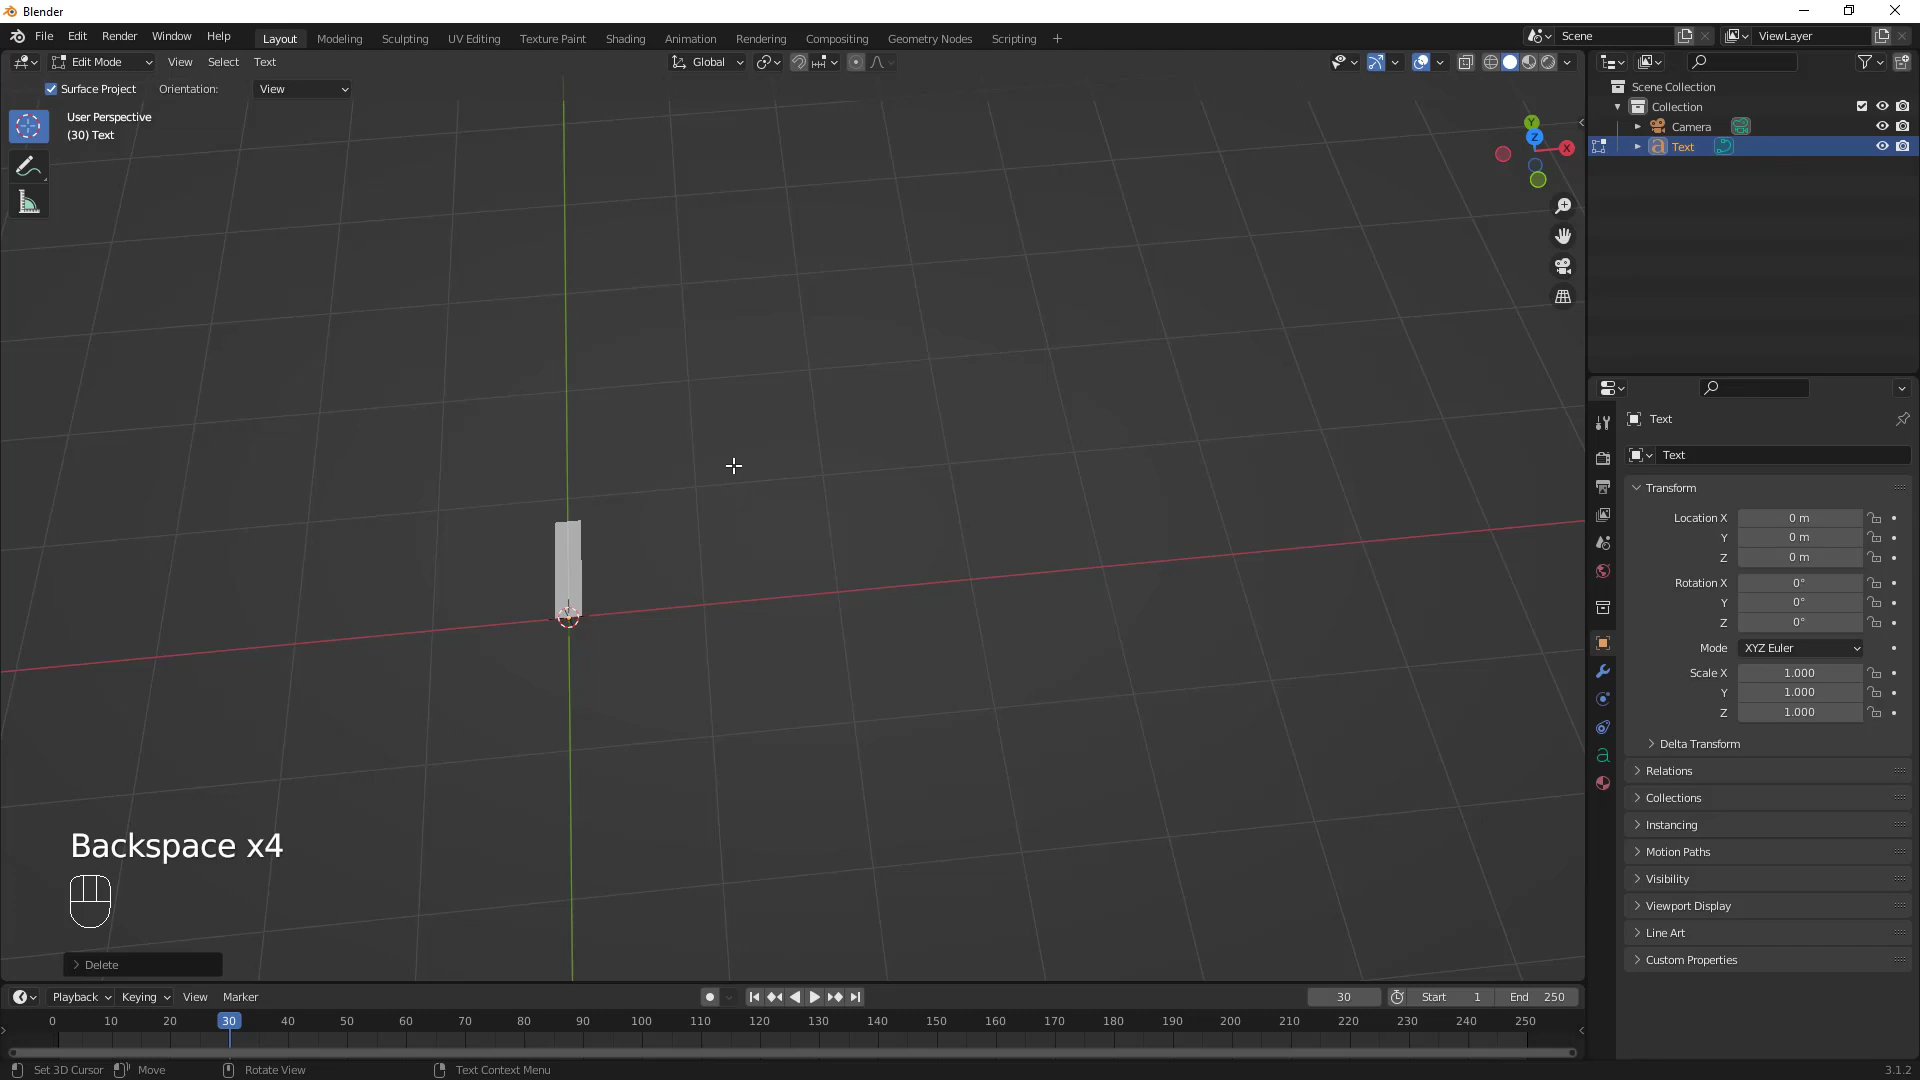 Blender
File Edit Render Window Help Layout Modeling Sculpting UV Editing Texture Paint Shading Animation Rendering Compositing Geometry Nodes Scripting + Scene ViewLayer
Edit Mode View Select Text Global
Surface Project Orientation: View
User Perspective
(30) Text
Y
Z
X
Scene Collection
Collection
Camera
Text
Text
Text
Transform
Location X 0 m
Y 0 m
Z 0 m
Rotation X 0°
Y 0°
Z 0°
Mode XYZ Euler
Scale X 1.000
Y 1.000
Z 1.000
Delta Transform
Relations
Collections
Instancing
Motion Paths
Visibility
Viewport Display
Line Art
Custom Properties
Backspace x4
Delete
Playback Keying View Marker 30 Start 1 End 250
0 10 20 30 40 50 60 70 80 90 100 110 120 130 140 150 160 170 180 190 200 210 220 230 240 250
Set 3D Cursor Move Rotate View Text Context Menu 3.1.2